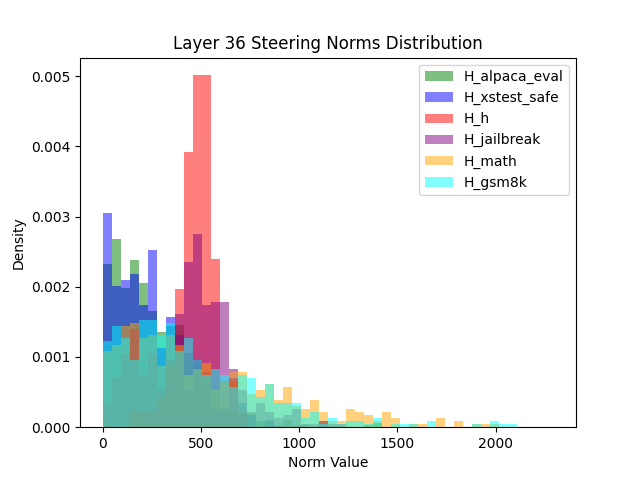 Layer 36 Steering Norms Distribution
H_alpaca_eval
H_xstest_safe
H_h
H_jailbreak
H_math
H_gsm8k
Density
0.005
0.004
0.003
0.002
0.001
0.000
0
500
1000
1500
2000
Norm Value